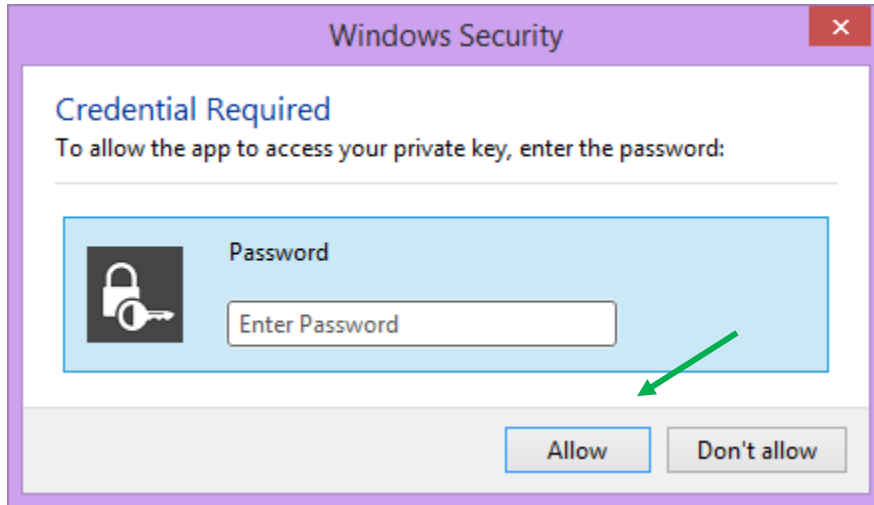 Windows Security
Credential Required
To allow the app to access your private key, enter the password:
Password
Enter Password
Allow
Don't allow